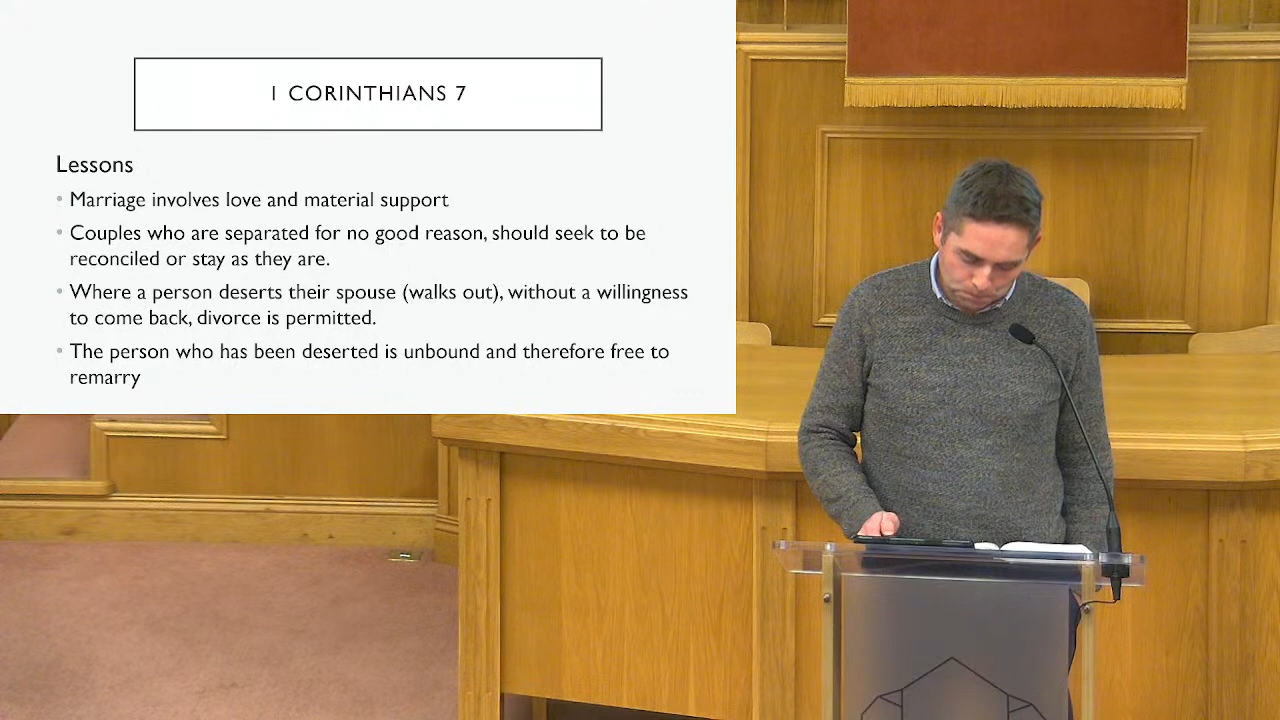 1 CORINTHIANS 7
Lessons
• Marriage involves love and material support
• Couples who are separated for no good reason, should seek to be
reconciled or stay as they are.
• Where a person deserts their spouse (walks out), without a willingness
to come back, divorce is permitted.
• The person who has been deserted is unbound and therefore free to
remarry